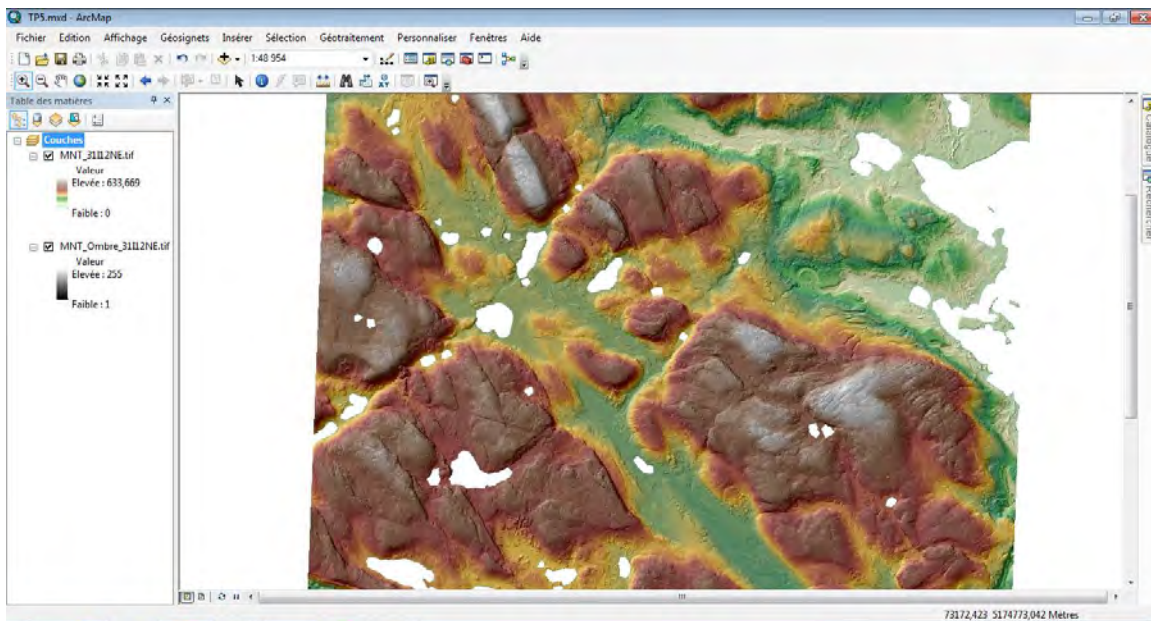 TP5.mxd - ArcMap
Fichier Edition Affichage Géosignets Insérer Sélection Géotraitement Personnaliser Fenêtres Aide
1:48 954
Table des matières
Couches
MNT_31I12NE.tif
Valeur
Elevée : 633,669
Faible : 0
MNT_Ombre_31I12NE.tif
Valeur
Elevée : 255
Faible : 1
Catalogue
Rechercher
73172,423 5174773,042 Mètres